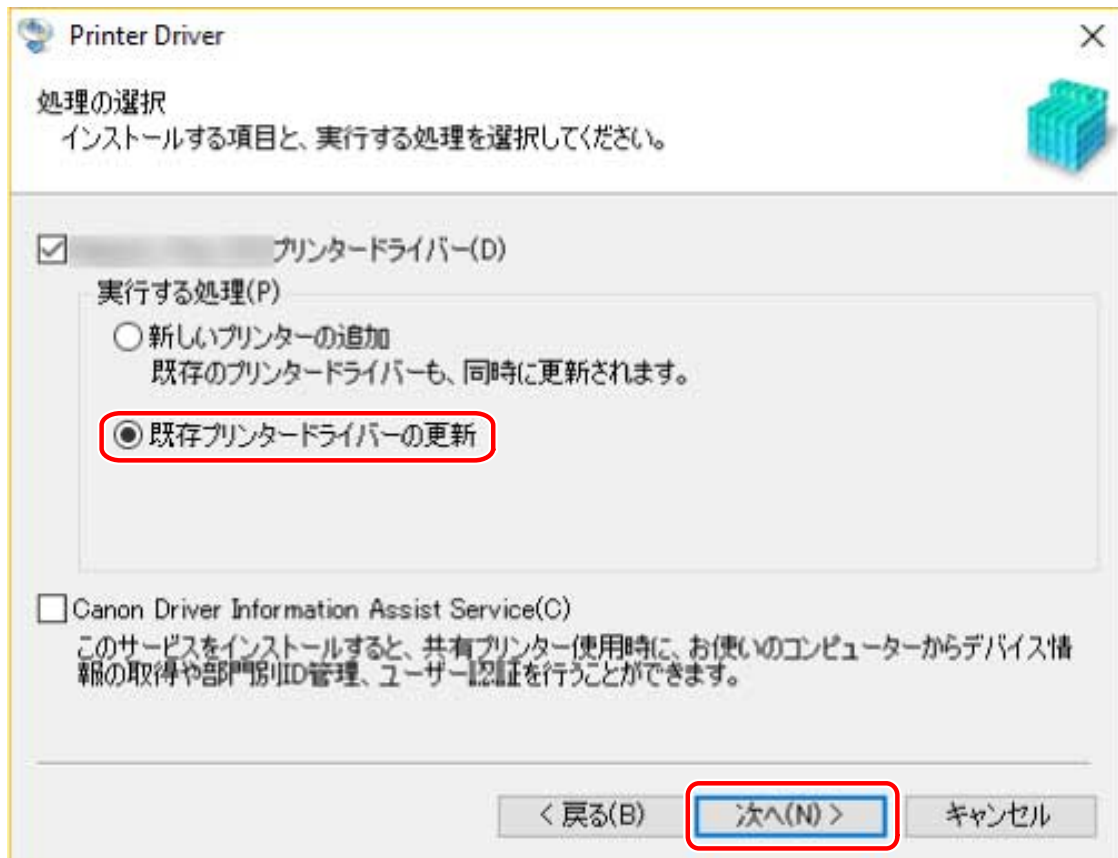 Printer Driver
処理の選択
インストールする項目と、実行する処理を選択してください。
プリンタードライバー(D)
実行する処理(P)
新しいプリンターの追加
既存のプリンタードライバーも、同時に更新されます。
既存プリンタードライバーの更新
Canon Driver Information Assist Service(C)
このサービスをインストールすると、共有プリンター使用時に、お使いのコンピューターからデバイス情
報の取得や部門別ID管理、ユーザー認証を行うことができます。
< 戻る(B)
次へ(N) >
キャンセル